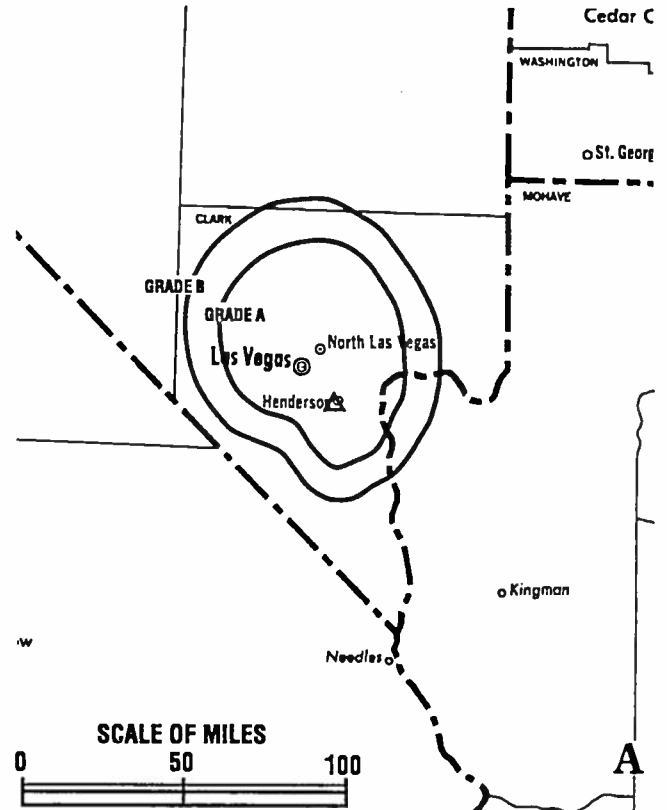 Cedar C
WASHINGTON
St. Georg
MOHAVE
CLARK
GRADE B
GRADE A
North Las Vegas
Las Vegas
Henderson
Kingman
w
Needles
SCALE OF MILES
0 50 100
A